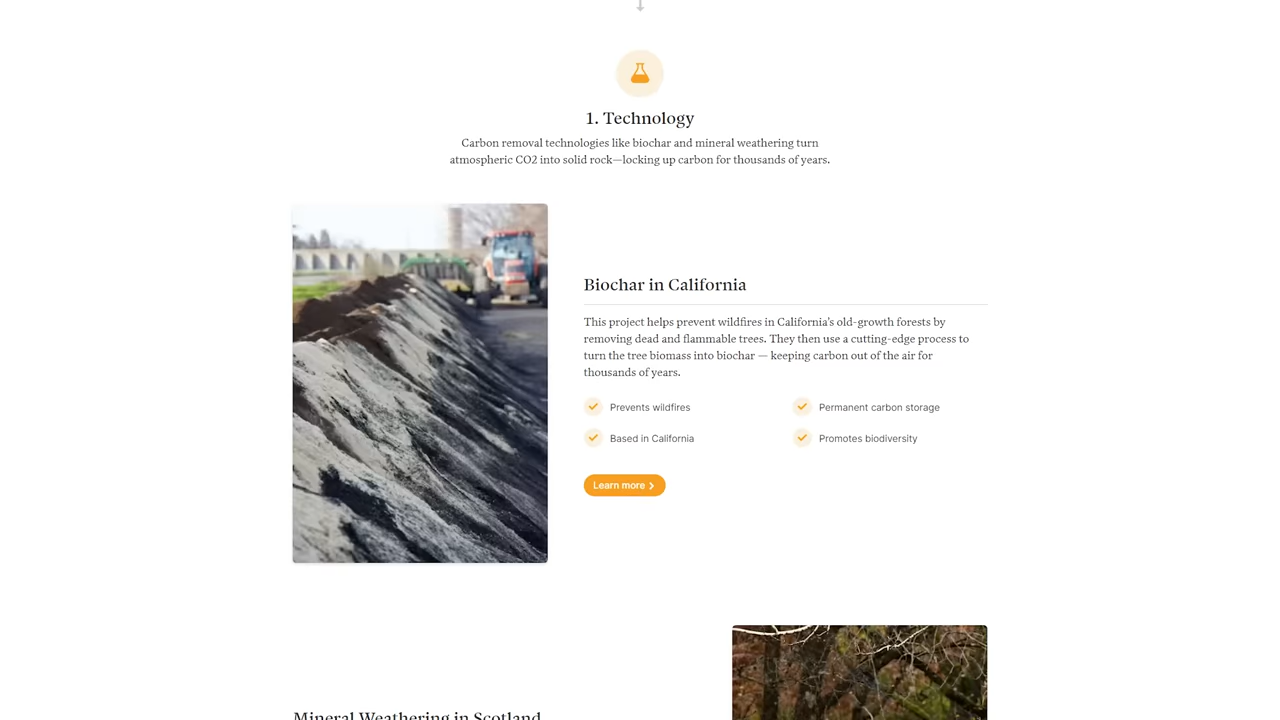 1. Technology
Carbon removal technologies like biochar and mineral weathering turn
atmospheric CO2 into solid rock—locking up carbon for thousands of years.
Biochar in California
This project helps prevent wildfires in California's old-growth forests by
removing dead and flammable trees. They then use a cutting-edge process to
turn the tree biomass into biochar — keeping carbon out of the air for
thousands of years.
Prevents wildfires
Permanent carbon storage
Based in California
Promotes biodiversity
Learn more
Mineral Weathering in Scotland